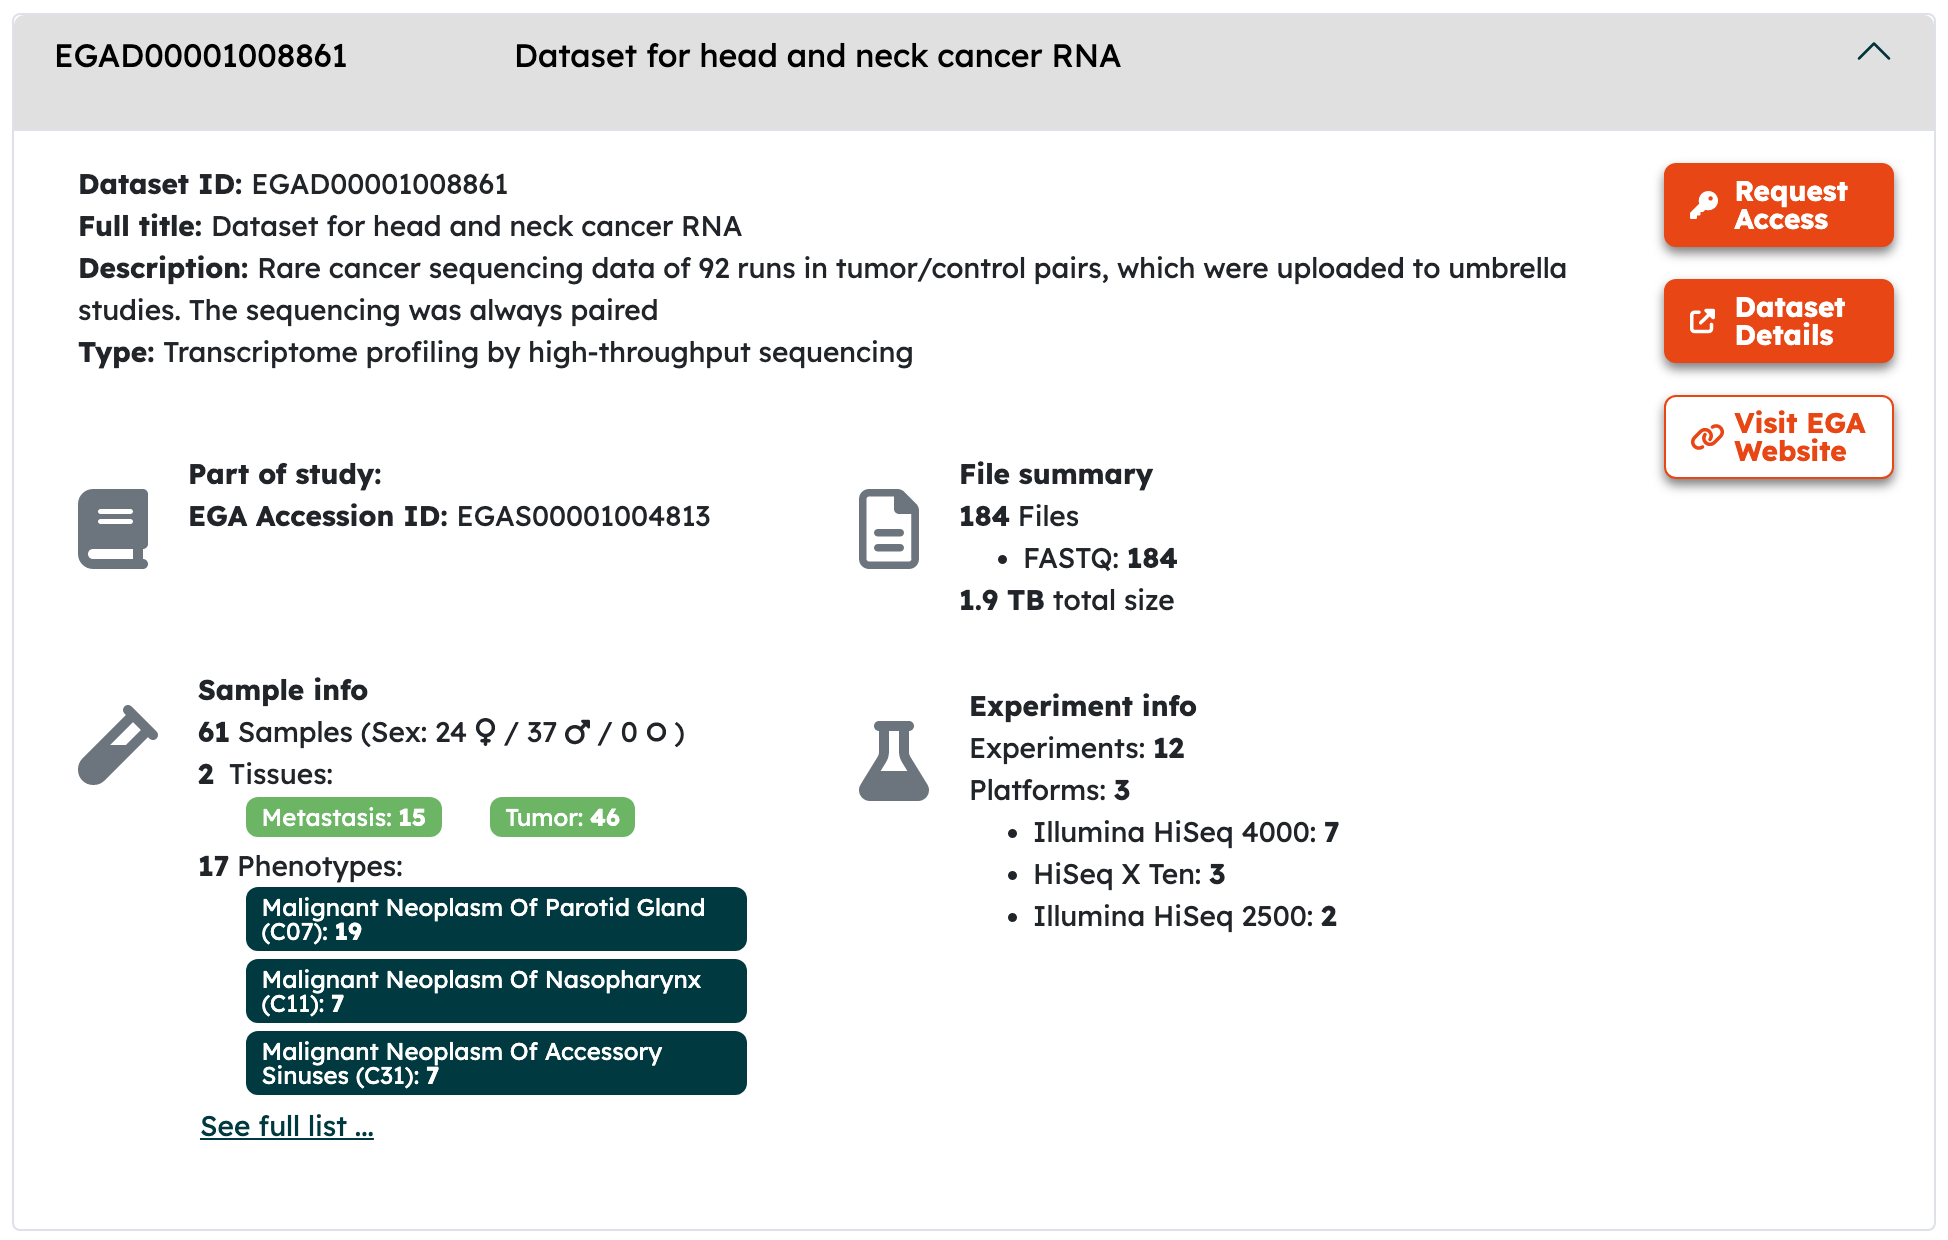 EGAD00001008861
Dataset for head and neck cancer RNA
Dataset ID: EGAD00001008861
Full title: Dataset for head and neck cancer RNA
Description: Rare cancer sequencing data of 92 runs in tumor/control pairs, which were uploaded to umbrella
studies. The sequencing was always paired
Type: Transcriptome profiling by high-throughput sequencing
Request
Access
Dataset
Details
Visit EGA
Website
Part of study:
EGA Accession ID: EGAS00001004813
File summary
184 Files
• FASTQ: 184
1.9 TB total size
Sample info
61 Samples (Sex: 24 ♀ / 37 ♂ / 0 ⚪ )
2 Tissues:
Metastasis: 15
Tumor: 46
17 Phenotypes:
Malignant Neoplasm Of Parotid Gland
(C07): 19
Malignant Neoplasm Of Nasopharynx
(C11): 7
Malignant Neoplasm Of Accessory
Sinuses (C31): 7
See full list ...
Experiment info
Experiments: 12
Platforms: 3
• Illumina HiSeq 4000: 7
• HiSeq X Ten: 3
• Illumina HiSeq 2500: 2